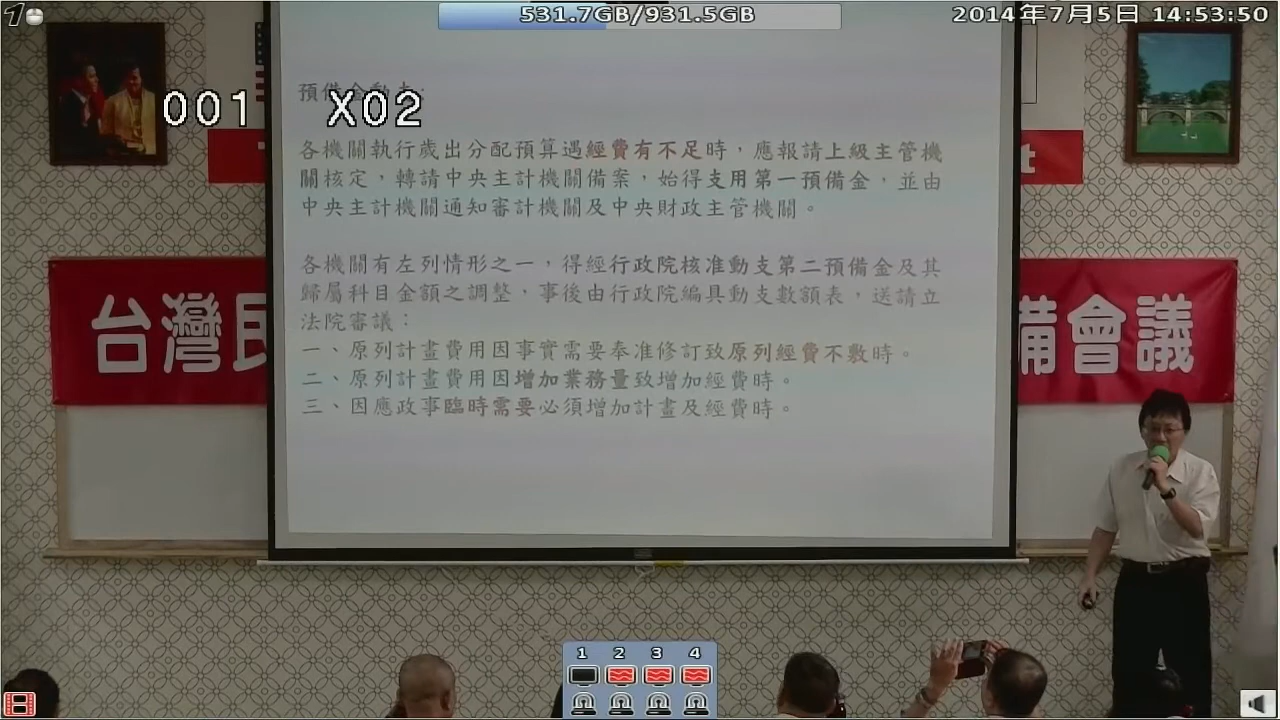 1
531.7GB/931.5GB
2014年7月5日 14:53:50
預備金動支:
001 X02
各機關執行歲出分配預算遇經費有不足時，應報請上級主管機
關核定，轉請中央主計機關備案，始得支用第一預備金，並由
中央主計機關通知審計機關及中央財政主管機關。
t
各機關有左列情形之一，得經行政院核准動支第二預備金及其
歸屬科目金額之調整，事後由行政院編具動支數額表，送請立
法院審議：
台灣民
備會議
一、原列計畫費用因事實需要奉准修訂致原列經費不敷時。
二、原列計畫費用因增加業務量致增加經費時。
三、因應政事臨時需要必須增加計畫及經費時。
1 2 3 4